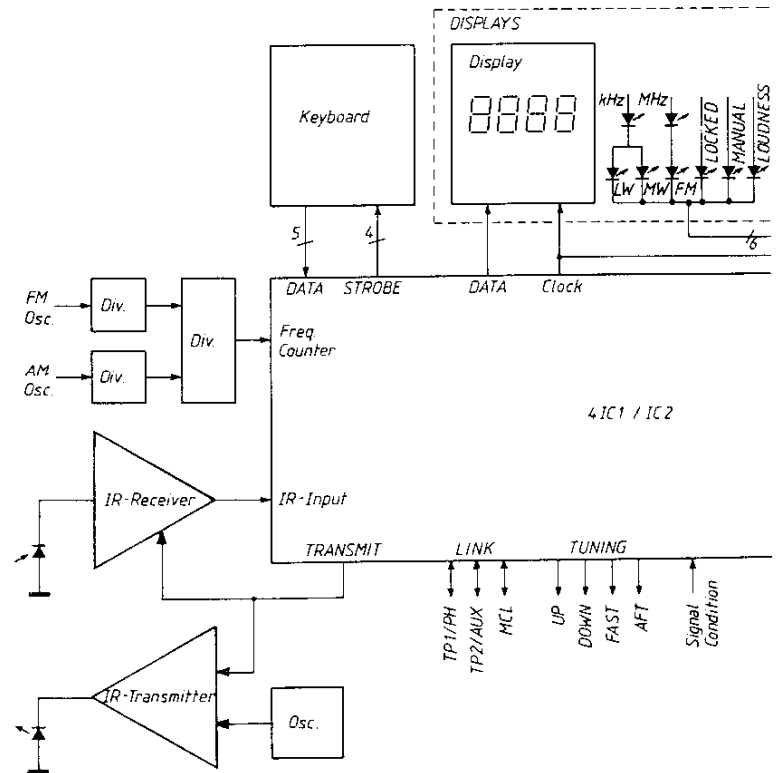 DISPLAYS
Display
8888
Keyboard
kHz
MHz
LOCKED
MANUAL
LOUDNESS
LW
MW
FM
5
4
6
DATA
STROBE
DATA
Clock
FM
Osc.
Div.
Div.
Freq.
Counter
AM
Osc.
Div.
4IC1 / IC2
IR-Receiver
IR-Input
TRANSMIT
LINK
TUNING
TP1/PH
TP2/AUX
MCL
UP
DOWN
FAST
AFT
Signal
Condition
IR-Transmitter
Osc.